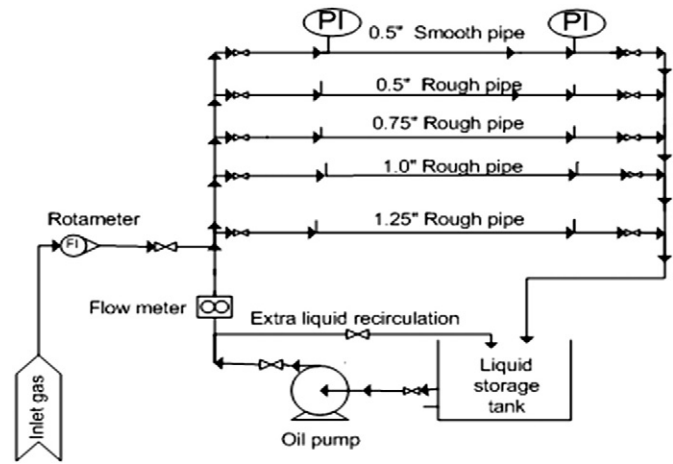 PI
PI
0.5" Smooth pipe
0.5" Rough pipe
0.75" Rough pipe
1.0" Rough pipe
1.25" Rough pipe
Rotameter
FI
Flow meter
Extra liquid recirculation
Liquid
storage
tank
Inlet gas
Oil pump